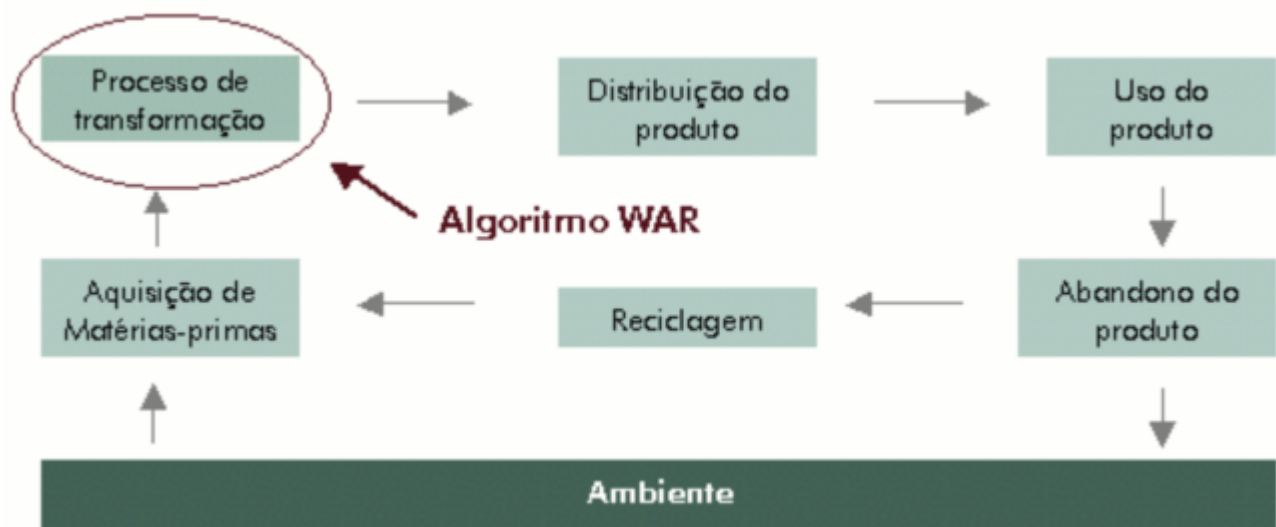 Processo de
transformação
Distribuição do
produto
Uso do
produto
Algoritmo WAR
Aquisição de
Matérias-primas
Reciclagem
Abandono do
produto
Ambiente